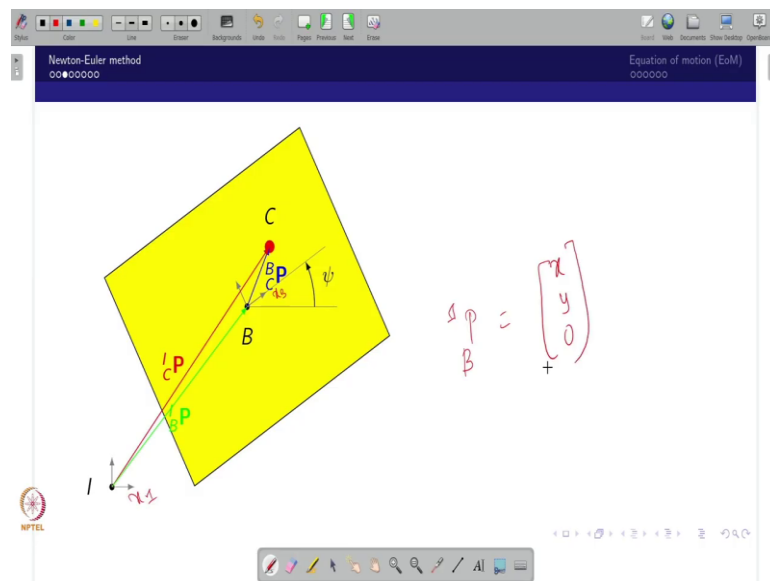 Stylus Color Line Eraser Backgrounds Undo Redo Pages Previous Next Erase Board Web Documents Show Desktop OpenBoard
Newton-Euler method Equation of motion (EoM)
C
B C P
x B
ψ
B
I C P
I B P
I
x I
I P B = [ x y 0 ]
NPTEL